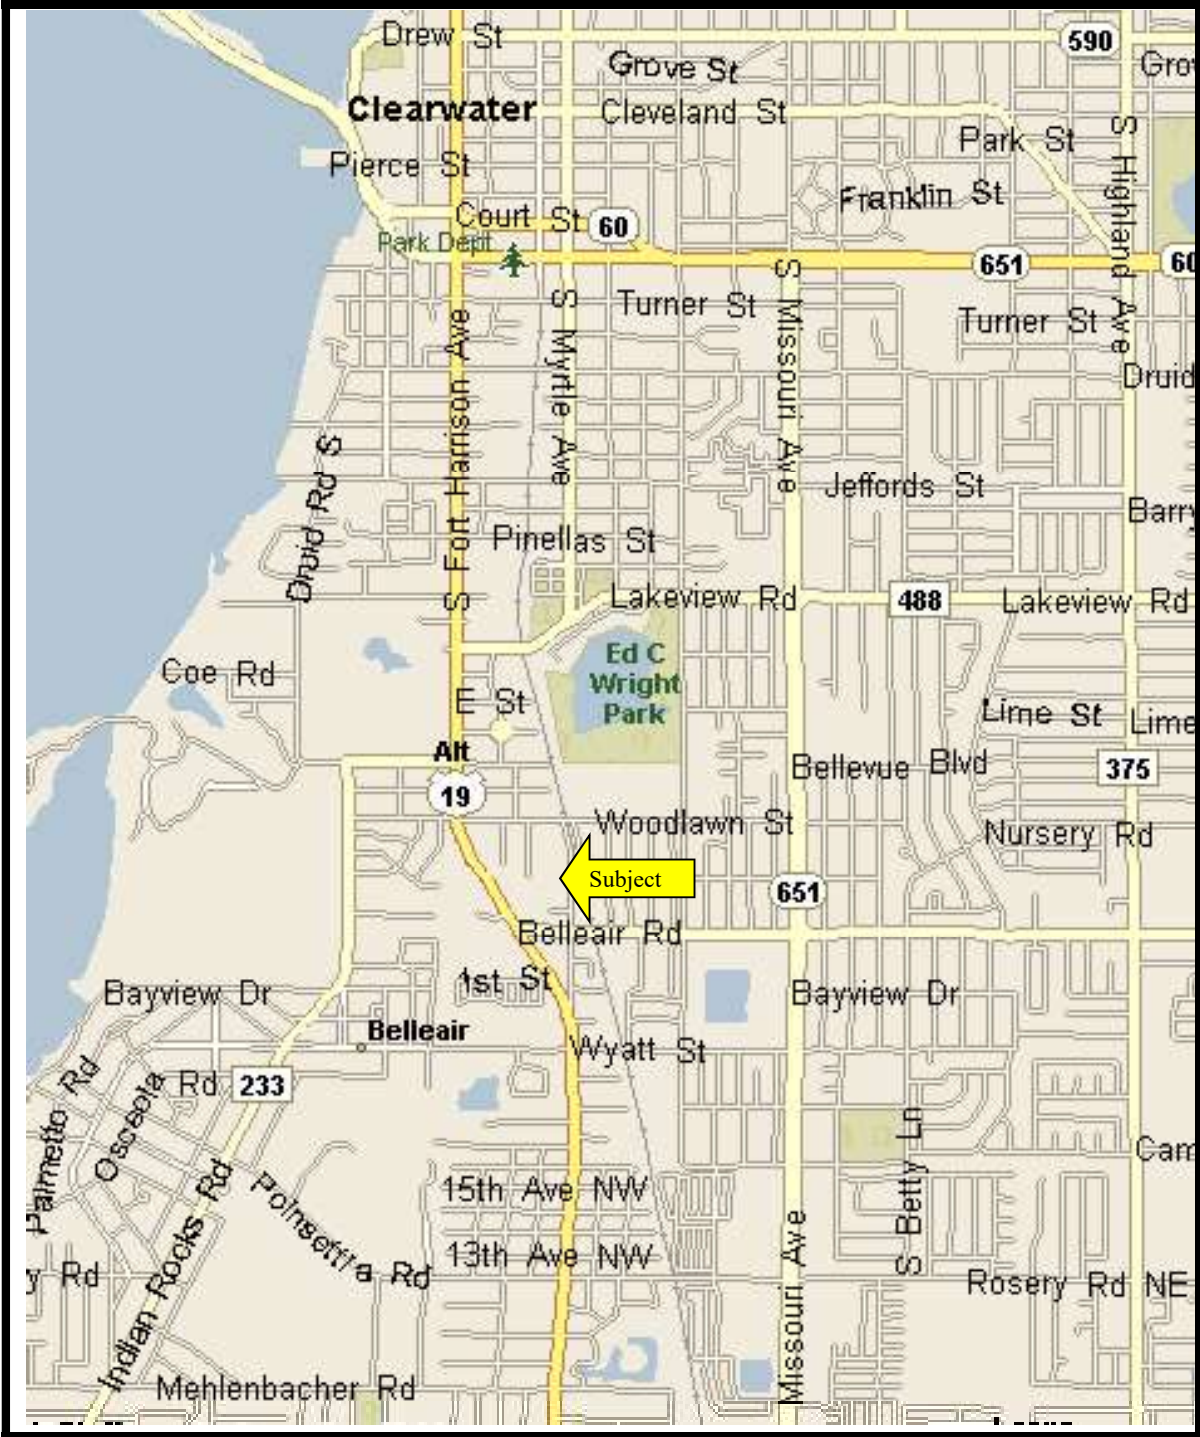 Drew St
590
Grove St
Gro
Clearwater
Cleveland St
Park St
S Highland Ave
Pierce St
Franklin St
Court St
60
Park Dept
651
60
S Missouri Ave
S Myrtle Ave
Turner St
Turner St
S Fort Harrison Ave
Druid
Druid Rd S
Jeffords St
Barry
Pinellas St
Lakeview Rd
488
Lakeview Rd
Ed C
Wright
Park
Coe Rd
E St
Lime St
Lime
Alt
19
Bellevue Blvd
375
Woodlawn St
Nursery Rd
Subject
651
Belleair Rd
1st St
Bayview Dr
Bayview Dr
Belleair
Wyatt St
Palmetto Rd
Osceola Rd
233
S Betty Ln
Cam
Indian Rocks Rd
Poinsettia Rd
15th Ave NW
13th Ave NW
Missouri Ave
y Rd
Rosery Rd NE
Mehlenbacher Rd